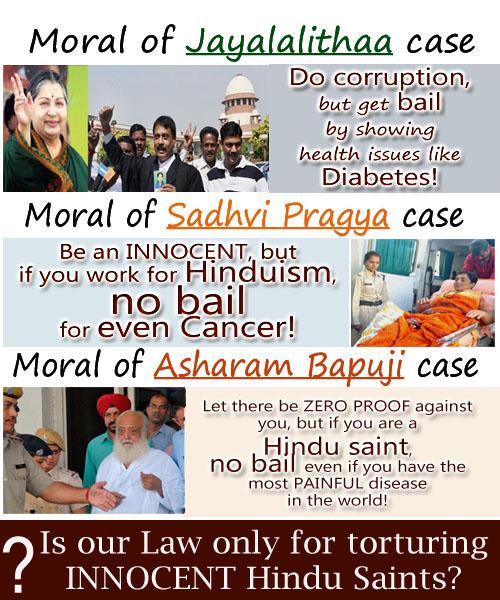 Moral of Jayalalithaa case
Do corruption,
but get bail
by showing
health issues like
Diabetes!
Moral of Sadhvi Pragya case
Be an INNOCENT, but
if you work for Hinduism,
no bail
for even Cancer!
Moral of Asharam Bapuji case
Let there be ZERO PROOF against
you, but if you are a
Hindu saint,
no bail even if you have the
most PAINFUL disease
in the world!
? Is our Law only for torturing
INNOCENT Hindu Saints?